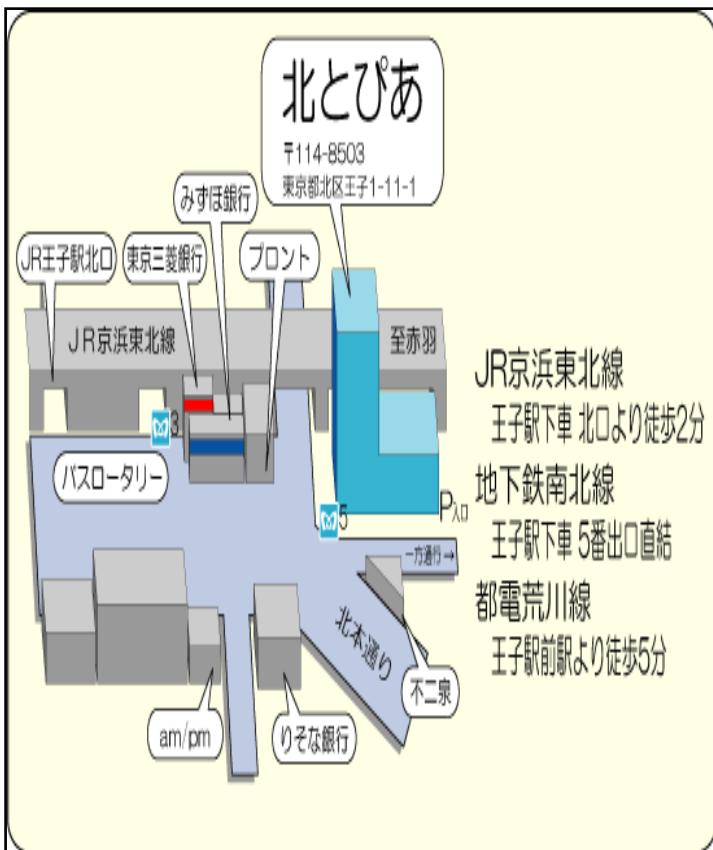 北とぴあ
〒114-8503
東京都北区王子1-11-1
みずほ銀行
JR王子駅北口
東京三菱銀行
プロント
JR京浜東北線
至赤羽
3
バスロータリー
5
P入口
一方通行→
北本通り
不二泉
am/pm
りそな銀行
JR京浜東北線
王子駅下車 北口より徒歩2分
地下鉄南北線
王子駅下車 5番出口直結
都電荒川線
王子駅前駅より徒歩5分